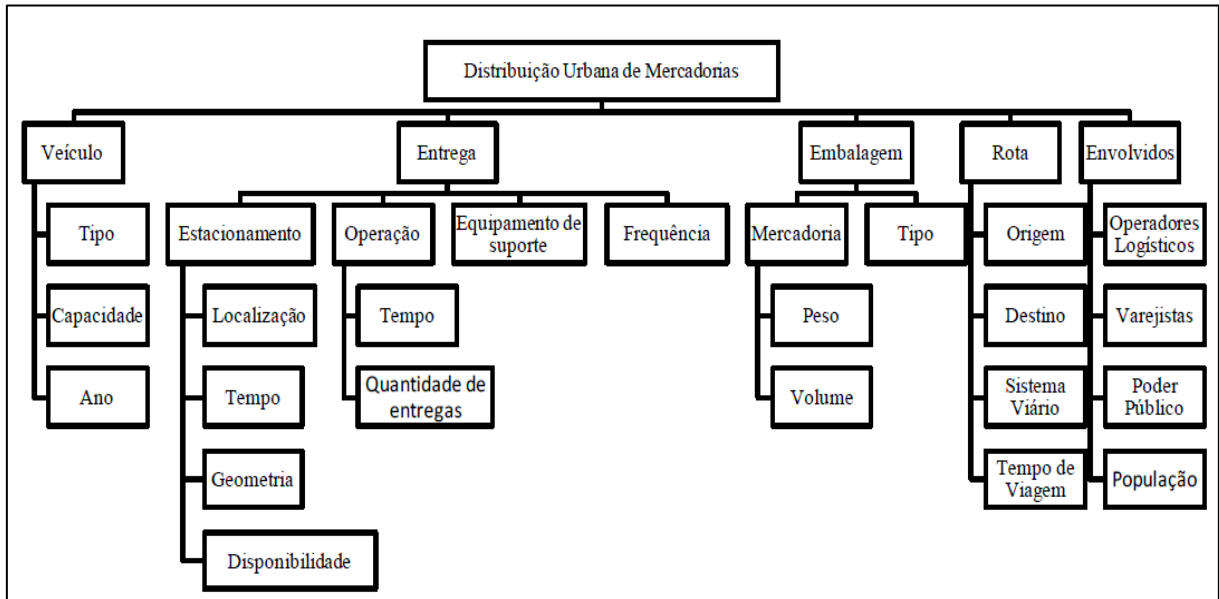 Distribuição Urbana de Mercadorias
Veículo
Entrega
Embalagem
Rota
Envolvidos
Tipo
Estacionamento
Operação
Equipamento de
suporte
Frequência
Mercadoria
Tipo
Origem
Operadores
Logísticos
Capacidade
Localização
Tempo
Peso
Destino
Varejistas
Ano
Tempo
Quantidade de
entregas
Volume
Sistema
Viário
Poder
Público
Geometria
Tempo de
Viagem
População
Disponibilidade